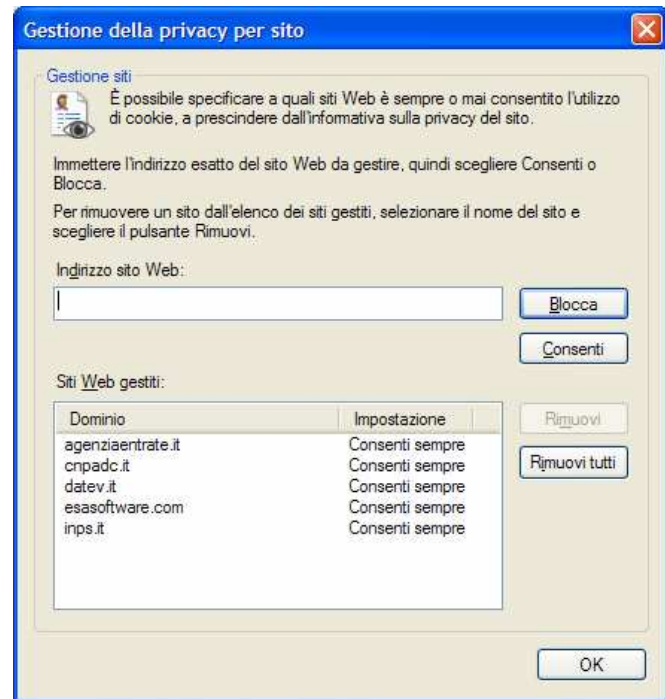 Gestione della privacy per sito
Gestione siti
È possibile specificare a quali siti Web è sempre o mai consentito l'utilizzo
di cookie, a prescindere dall'informativa sulla privacy del sito.
Immettere l'indirizzo esatto del sito Web da gestire, quindi scegliere Consenti o
Blocca.
Per rimuovere un sito dall'elenco dei siti gestiti, selezionare il nome del sito e
scegliere il pulsante Rimuovi.
Indirizzo sito Web:
Blocca
Consenti
Siti Web gestiti:
Dominio Impostazione Rimuovi
agenziaentrate.it Consenti sempre
cnpadc.it Consenti sempre Rimuovi tutti
datev.it Consenti sempre
esasoftware.com Consenti sempre
inps.it Consenti sempre
OK